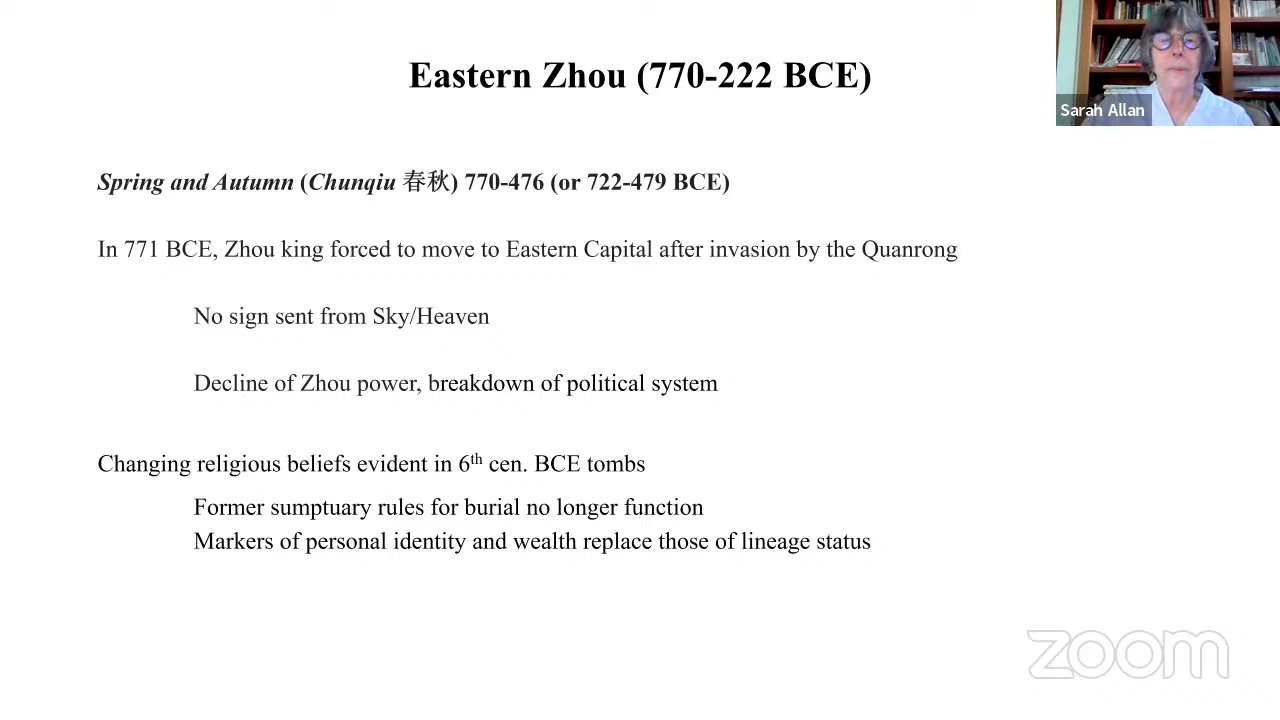 Eastern Zhou (770-222 BCE)
Sarah Allan
Spring and Autumn (Chunqiu 春秋) 770-476 (or 722-479 BCE)
In 771 BCE, Zhou king forced to move to Eastern Capital after invasion by the Quanrong
No sign sent from Sky/Heaven
Decline of Zhou power, breakdown of political system
Changing religious beliefs evident in 6th cen. BCE tombs
Former sumptuary rules for burial no longer function
Markers of personal identity and wealth replace those of lineage status
zoom